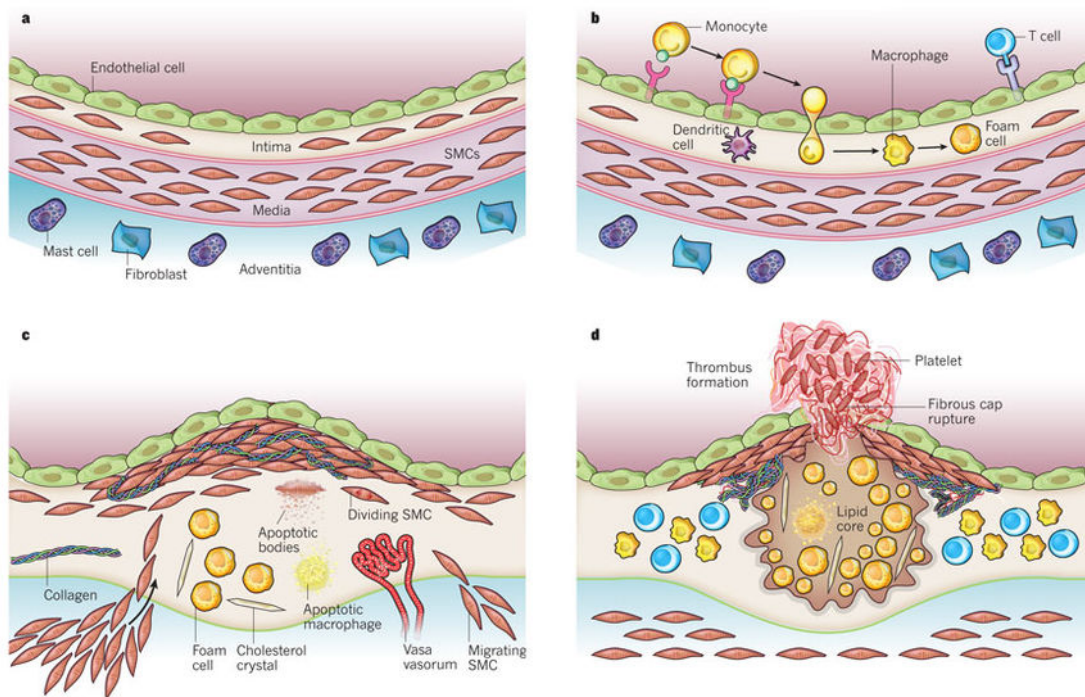 a
Endothelial cell
Intima
SMCs
Media
Mast cell
Fibroblast
Adventitia
b
Monocyte
T cell
Macrophage
Dendritic
cell
Foam
cell
c
Apoptotic
bodies
Dividing SMC
Collagen
Apoptotic
macrophage
Foam
cell
Cholesterol
crystal
Vasa
vasorum
Migrating
SMC
d
Thrombus
formation
Platelet
Fibrous cap
rupture
Lipid
core